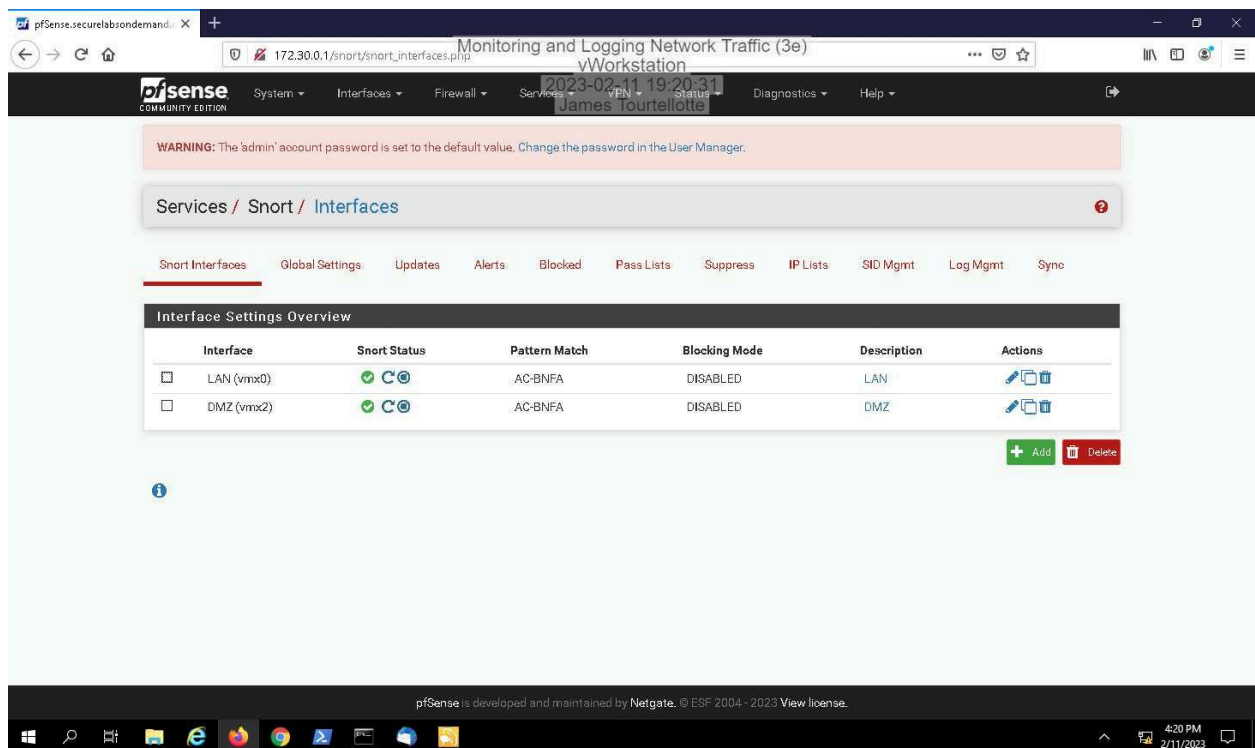 pfSense.securelabsondemand.
172.30.0.1/snort/snort_interfaces.php
Monitoring and Logging Network Traffic (3e)
vWorkstation
2023-02-11 19:20:31
James Tourtellotte
pfsense COMMUNITY EDITION
System Interfaces Firewall Services VPN Status Diagnostics Help
WARNING: The 'admin' account password is set to the default value. Change the password in the User Manager.
Services / Snort / Interfaces
Snort Interfaces Global Settings Updates Alerts Blocked Pass Lists Suppress IP Lists SID Mgmt Log Mgmt Sync
Interface Settings Overview
Interface Snort Status Pattern Match Blocking Mode Description Actions
LAN (vmx0) AC-BNFA DISABLED LAN
DMZ (vmx2) AC-BNFA DISABLED DMZ
Add Delete
pfSense is developed and maintained by Netgate. © ESF 2004 - 2023 View license.
4:20 PM
2/11/2023